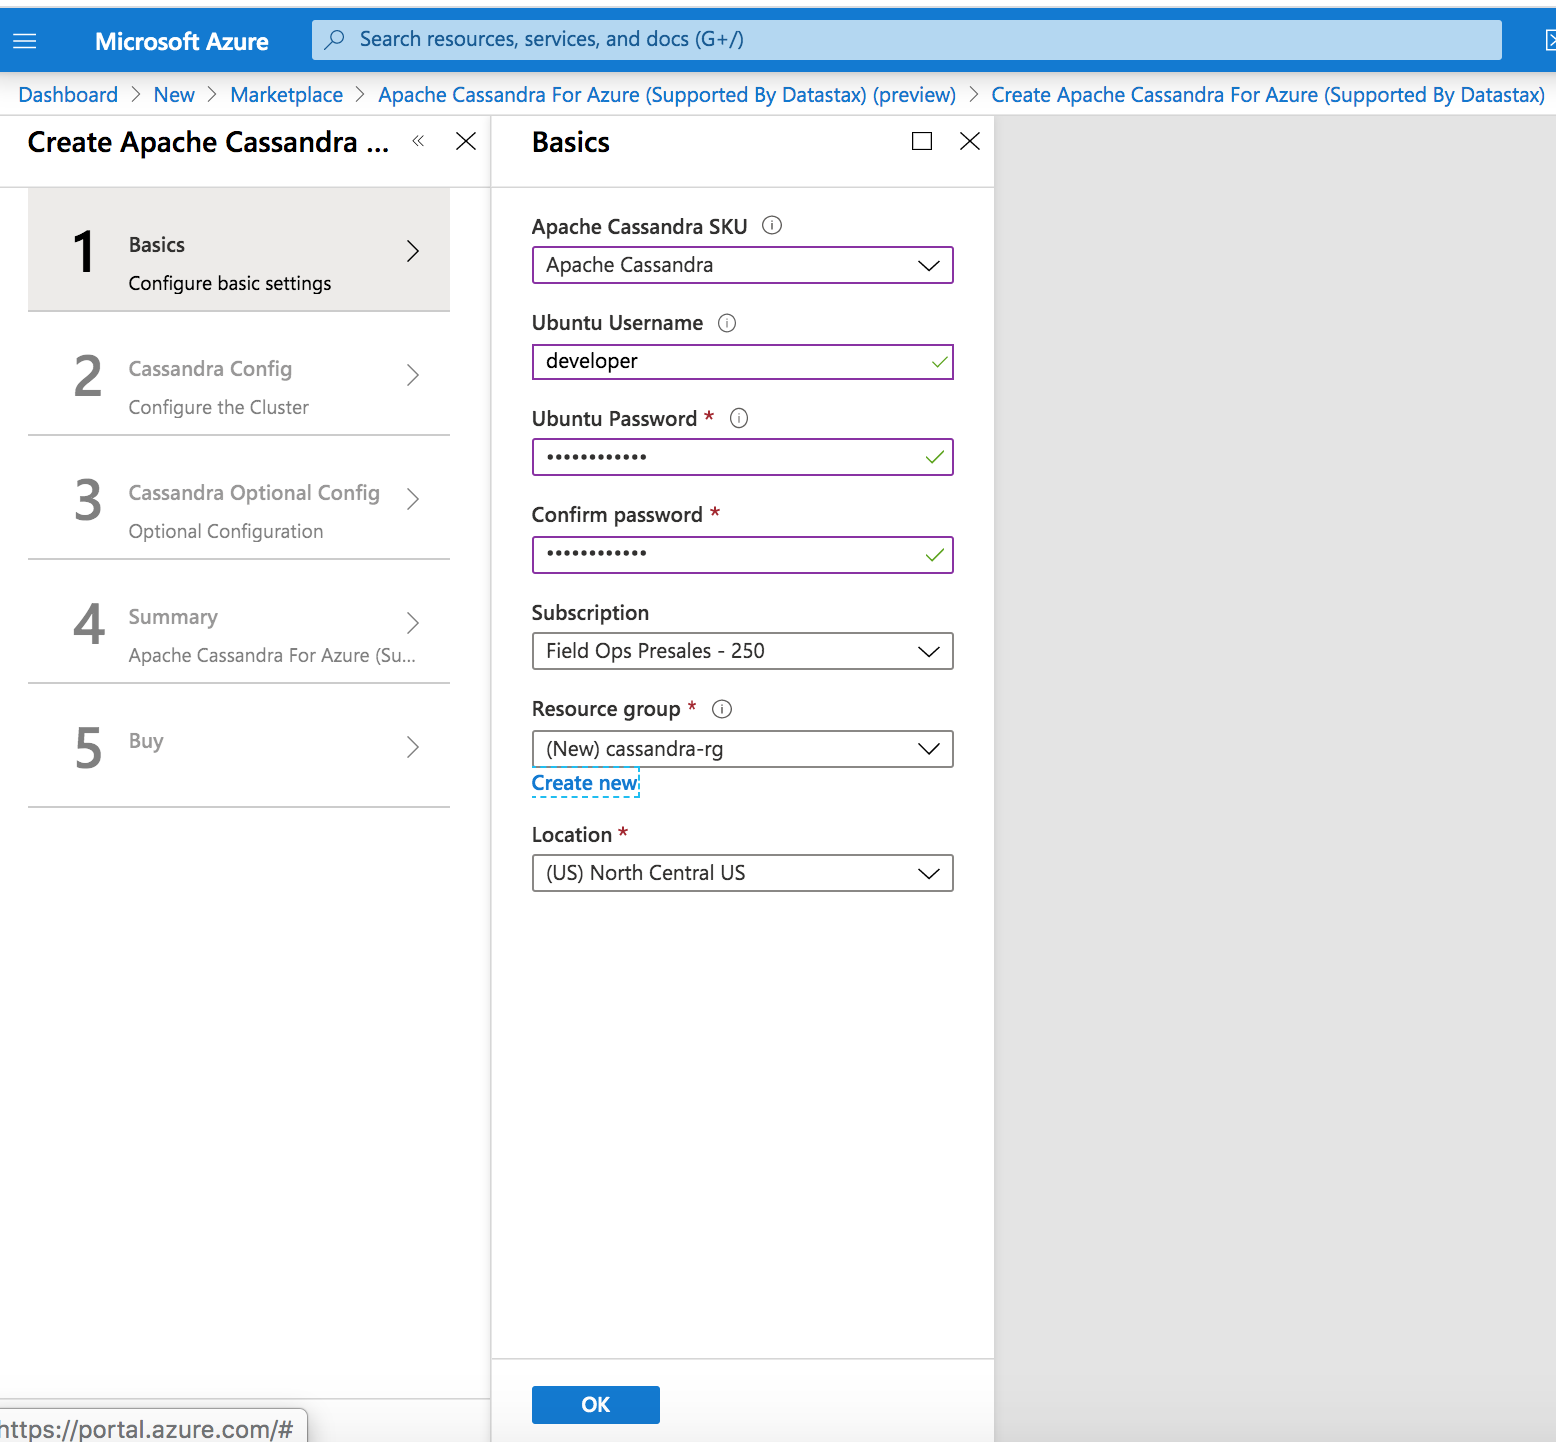 Microsoft Azure
Search resources, services, and docs (G+/)
Dashboard > New > Marketplace > Apache Cassandra For Azure (Supported By Datastax) (preview) > Create Apache Cassandra For Azure (Supported By Datastax)
Create Apache Cassandra ...
«
1
Basics
Configure basic settings
2
Cassandra Config
Configure the Cluster
3
Cassandra Optional Config
Optional Configuration
4
Summary
Apache Cassandra For Azure (Su...
5
Buy
https://portal.azure.com/#
Basics
Apache Cassandra SKU
Apache Cassandra
Ubuntu Username
developer
Ubuntu Password *
••••••••••••
Confirm password *
••••••••••••
Subscription
Field Ops Presales - 250
Resource group *
(New) cassandra-rg
Create new
Location *
(US) North Central US
OK